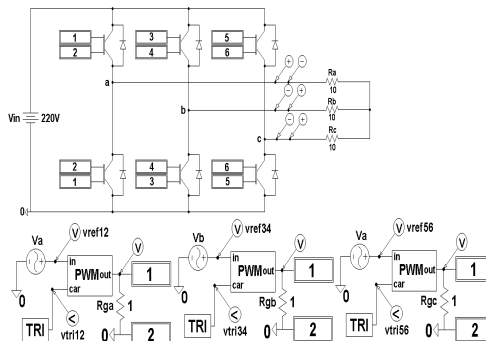 1 3 5
2 4 6
a
Ra
10
Vin 220V
b
Rb
10
c
Rc
10
2 4 6
1 3 5
0
Va V vref12 V
in
PWM out 1
car
0 Rga 1
TRI vtri12 0 2
Vb V vref34 V
in
PWM out 1
car
0 Rgb 1
TRI vtri34 0 2
Va V vref56 V
in
PWM out 1
car
0 Rgc 1
TRI vtri56 0 2